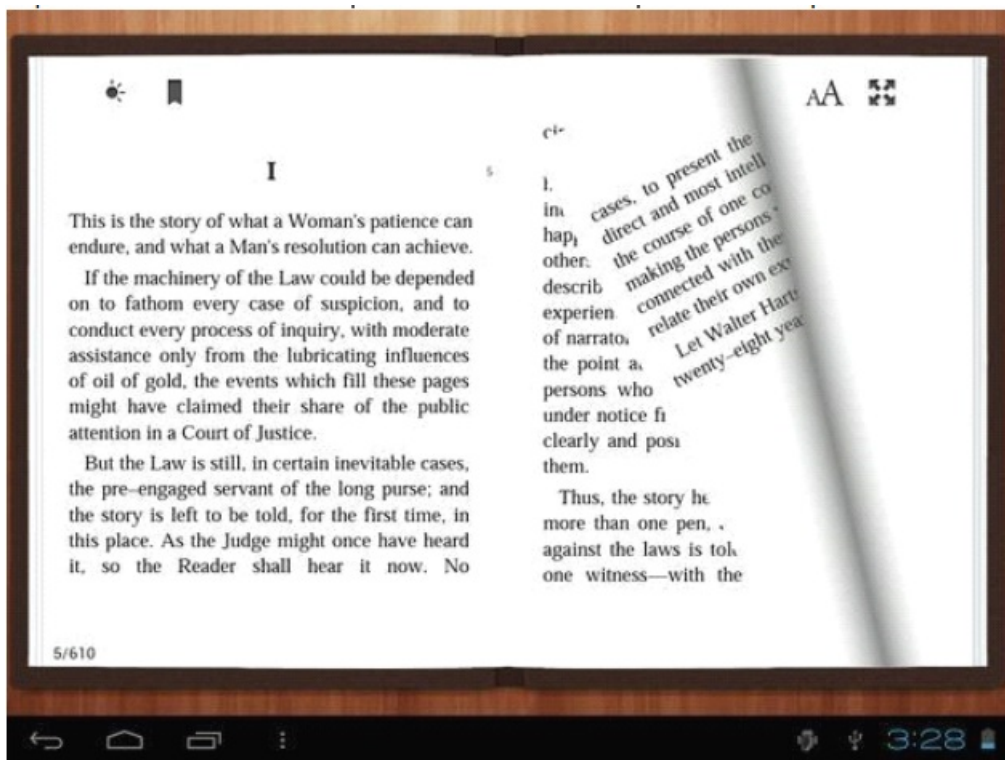 I
5
This is the story of what a Woman's patience can
endure, and what a Man's resolution can achieve.
If the machinery of the Law could be depended
on to fathom every case of suspicion, and to
conduct every process of inquiry, with moderate
assistance only from the lubricating influences
of oil of gold, the events which fill these pages
might have claimed their share of the public
attention in a Court of Justice.
But the Law is still, in certain inevitable cases,
the pre-engaged servant of the long purse; and
the story is left to be told, for the first time, in
this place. As the Judge might once have heard
it, so the Reader shall hear it now. No
5/610
AA
other.
of
the point
persons who
under notice
clearly and
them.
Thus, the story
more than one pen,
against the laws is
one witness—with the
cases, to present the
direct and most
the course of one
making the persons
connected with
relate their own
Let Walter
twenty-eight
3:28